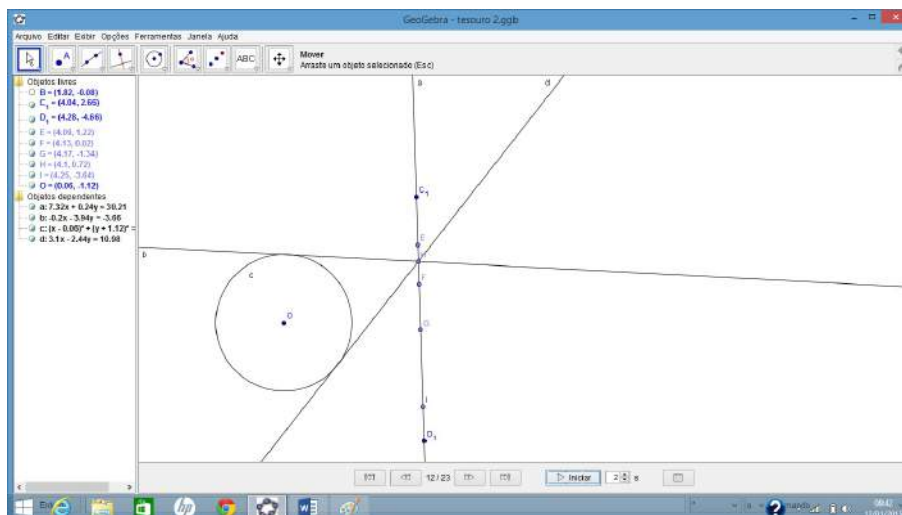 GeoGebra - tesouro 2.ggb
Arquivo Editar Exibir Opções Ferramentas Janela Ajuda
A
ABC
Mover
Arraste um objeto selecionado (Esc)
Objetos livres
B = (1.82, -0.08)
C₁ = (4.04, 2.66)
D₁ = (4.28, -4.66)
E = (4.09, 1.22)
F = (4.13, 0.02)
G = (4.17, -1.34)
H = (4.1, 0.72)
I = (4.25, -3.64)
O = (0.06, -1.12)
Objetos dependentes
a: 7.32x + 0.24y = 30.21
b: -0.2x - 3.94y = -3.66
c: (x - 0.06)² + (y + 1.12)² =
d: 3.1x - 2.44y = 10.98
a
d
C₁
E
b
H
c
F
O
G
I
D₁
12 / 23
Iniciar
2
s
hp